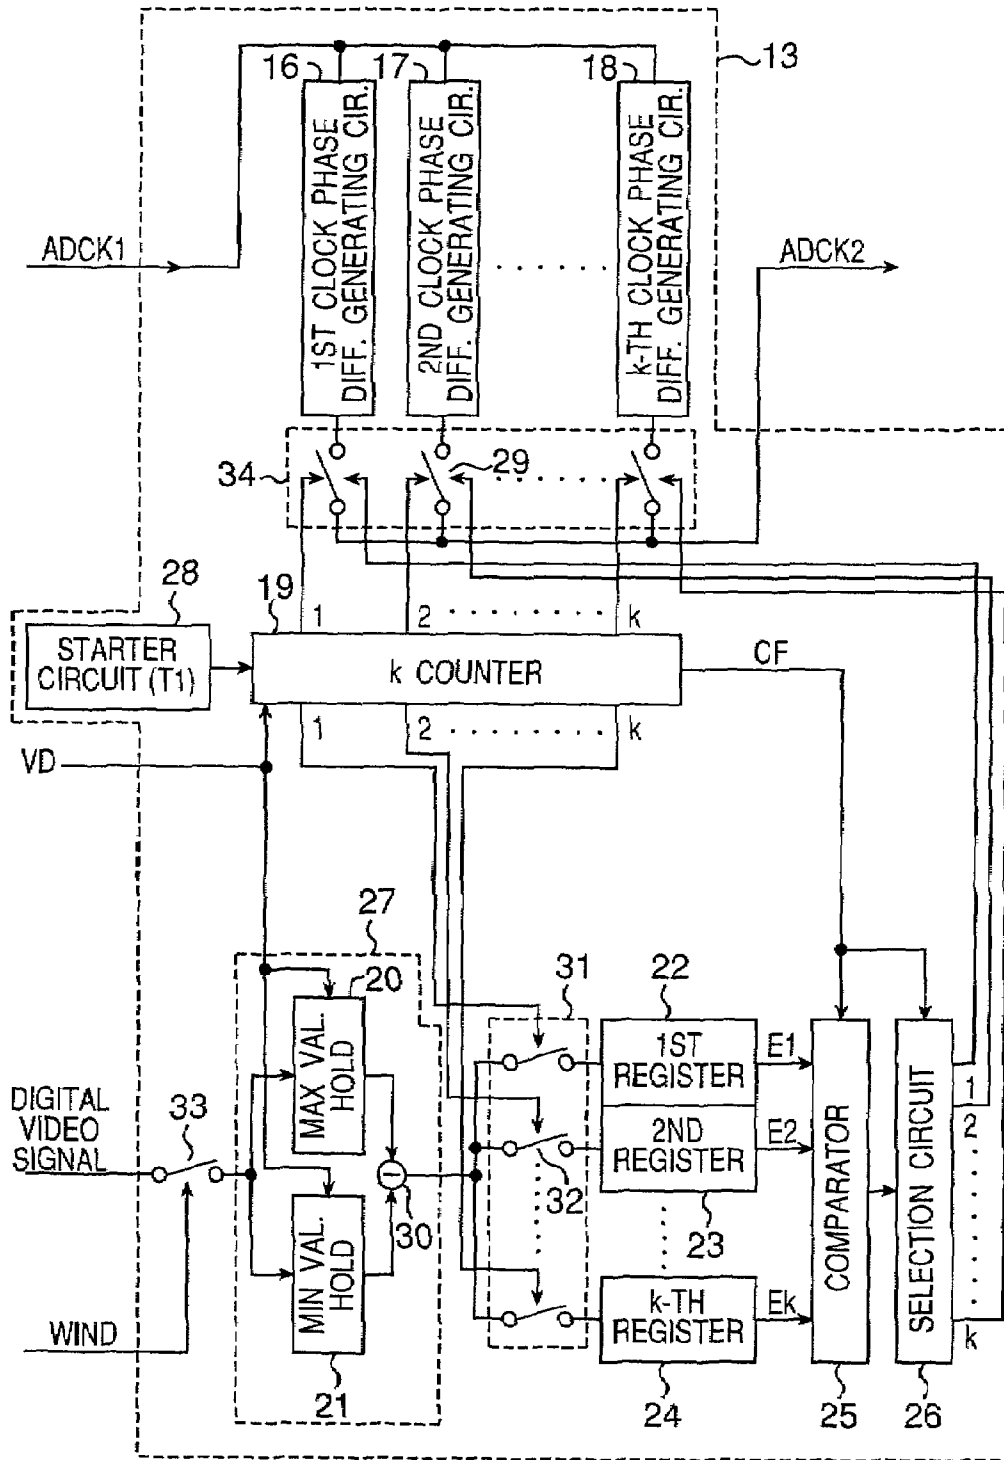 13
16
17
18
1ST CLOCK PHASE
DIFF. GENERATING CIR.
2ND CLOCK PHASE
DIFF. GENERATING CIR.
k-TH CLOCK PHASE
DIFF. GENERATING CIR.
ADCK1
ADCK2
34
29
28
19
1
2
k
STARTER
CIRCUIT (T1)
k COUNTER
CF
1
2
k
VD
27
20
31
22
MAX VAL.
HOLD
1ST
REGISTER
E1
DIGITAL
VIDEO
SIGNAL
33
2ND
REGISTER
E2
32
30
23
MIN VAL.
HOLD
k-TH
REGISTER
Ek
COMPARATOR
SELECTION CIRCUIT
1
2
k
WIND
21
24
25
26